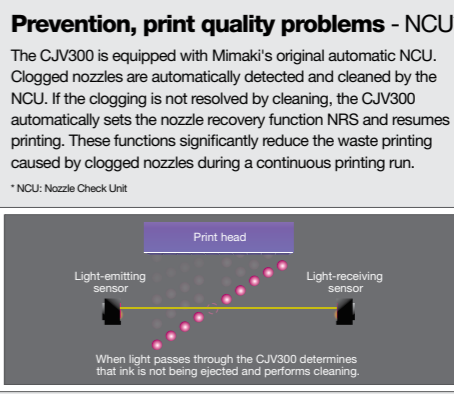 Prevention, print quality problems - NCU
The CJV300 is equipped with Mimaki's original automatic NCU.
Clogged nozzles are automatically detected and cleaned by the
NCU. If the clogging is not resolved by cleaning, the CJV300
automatically sets the nozzle recovery function NRS and resumes
printing. These functions significantly reduce the waste printing
caused by clogged nozzles during a continuous printing run.
* NCU: Nozzle Check Unit
Print head
Light-emitting
sensor
Light-receiving
sensor
When light passes through the CJV300 determines
that ink is not being ejected and performs cleaning.